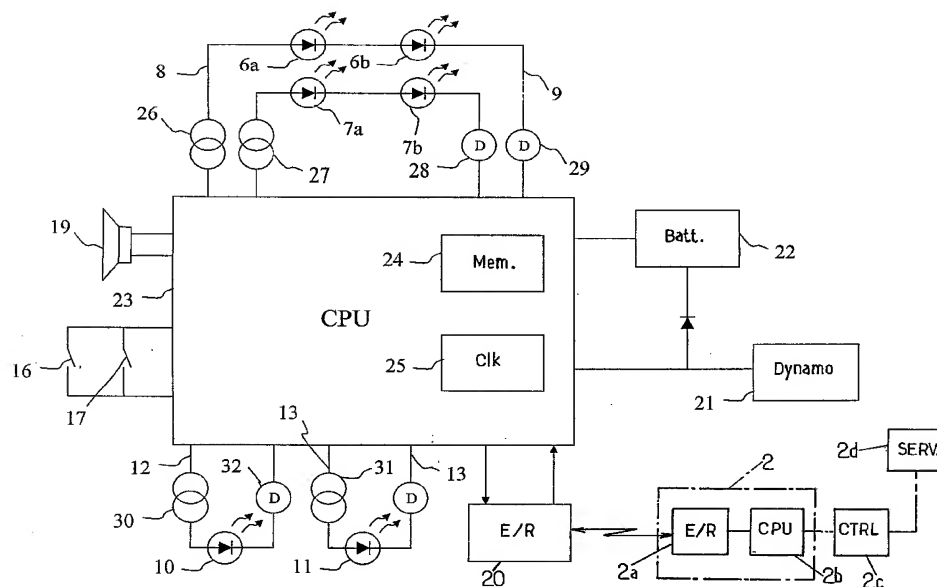 8
6a
6b
9
26
7a
7b
27
28
D
D
29
19
23
24
Mem.
Batt.
22
CPU
25
Clk
Dynamo
21
16
17
13
12
32
31
13
30
D
D
10
11
E/R
20
2
2d
SERV.
E/R
CPU
CTRL
2a
2b
2c